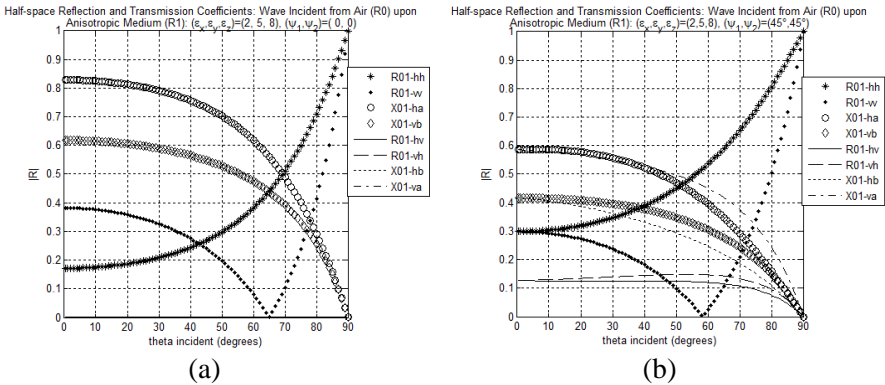 Half-space Reflection and Transmission Coefficients: Wave Incident from Air (R0) upon
Anisotropic Medium (R1): (εx,εy,εz)=(2, 5, 8), (ψ1,ψ2)=( 0, 0)
|R|
1
0.9
0.8
0.7
0.6
0.5
0.4
0.3
0.2
0.1
0
0 10 20 30 40 50 60 70 80 90
theta incident (degrees)
R01-hh
R01-vv
X01-ha
X01-vb
R01-hv
R01-vh
X01-hb
X01-va
(a)
Half-space Reflection and Transmission Coefficients: Wave Incident from Air (R0) upon
Anisotropic Medium (R1): (εx,εy,εz)=(2,5,8), (ψ1,ψ2)=(45°,45°)
|R|
1
0.9
0.8
0.7
0.6
0.5
0.4
0.3
0.2
0.1
0
0 10 20 30 40 50 60 70 80 90
theta incident (degrees)
R01-hh
R01-vv
X01-ha
X01-vb
R01-hv
R01-vh
X01-hb
X01-va
(b)